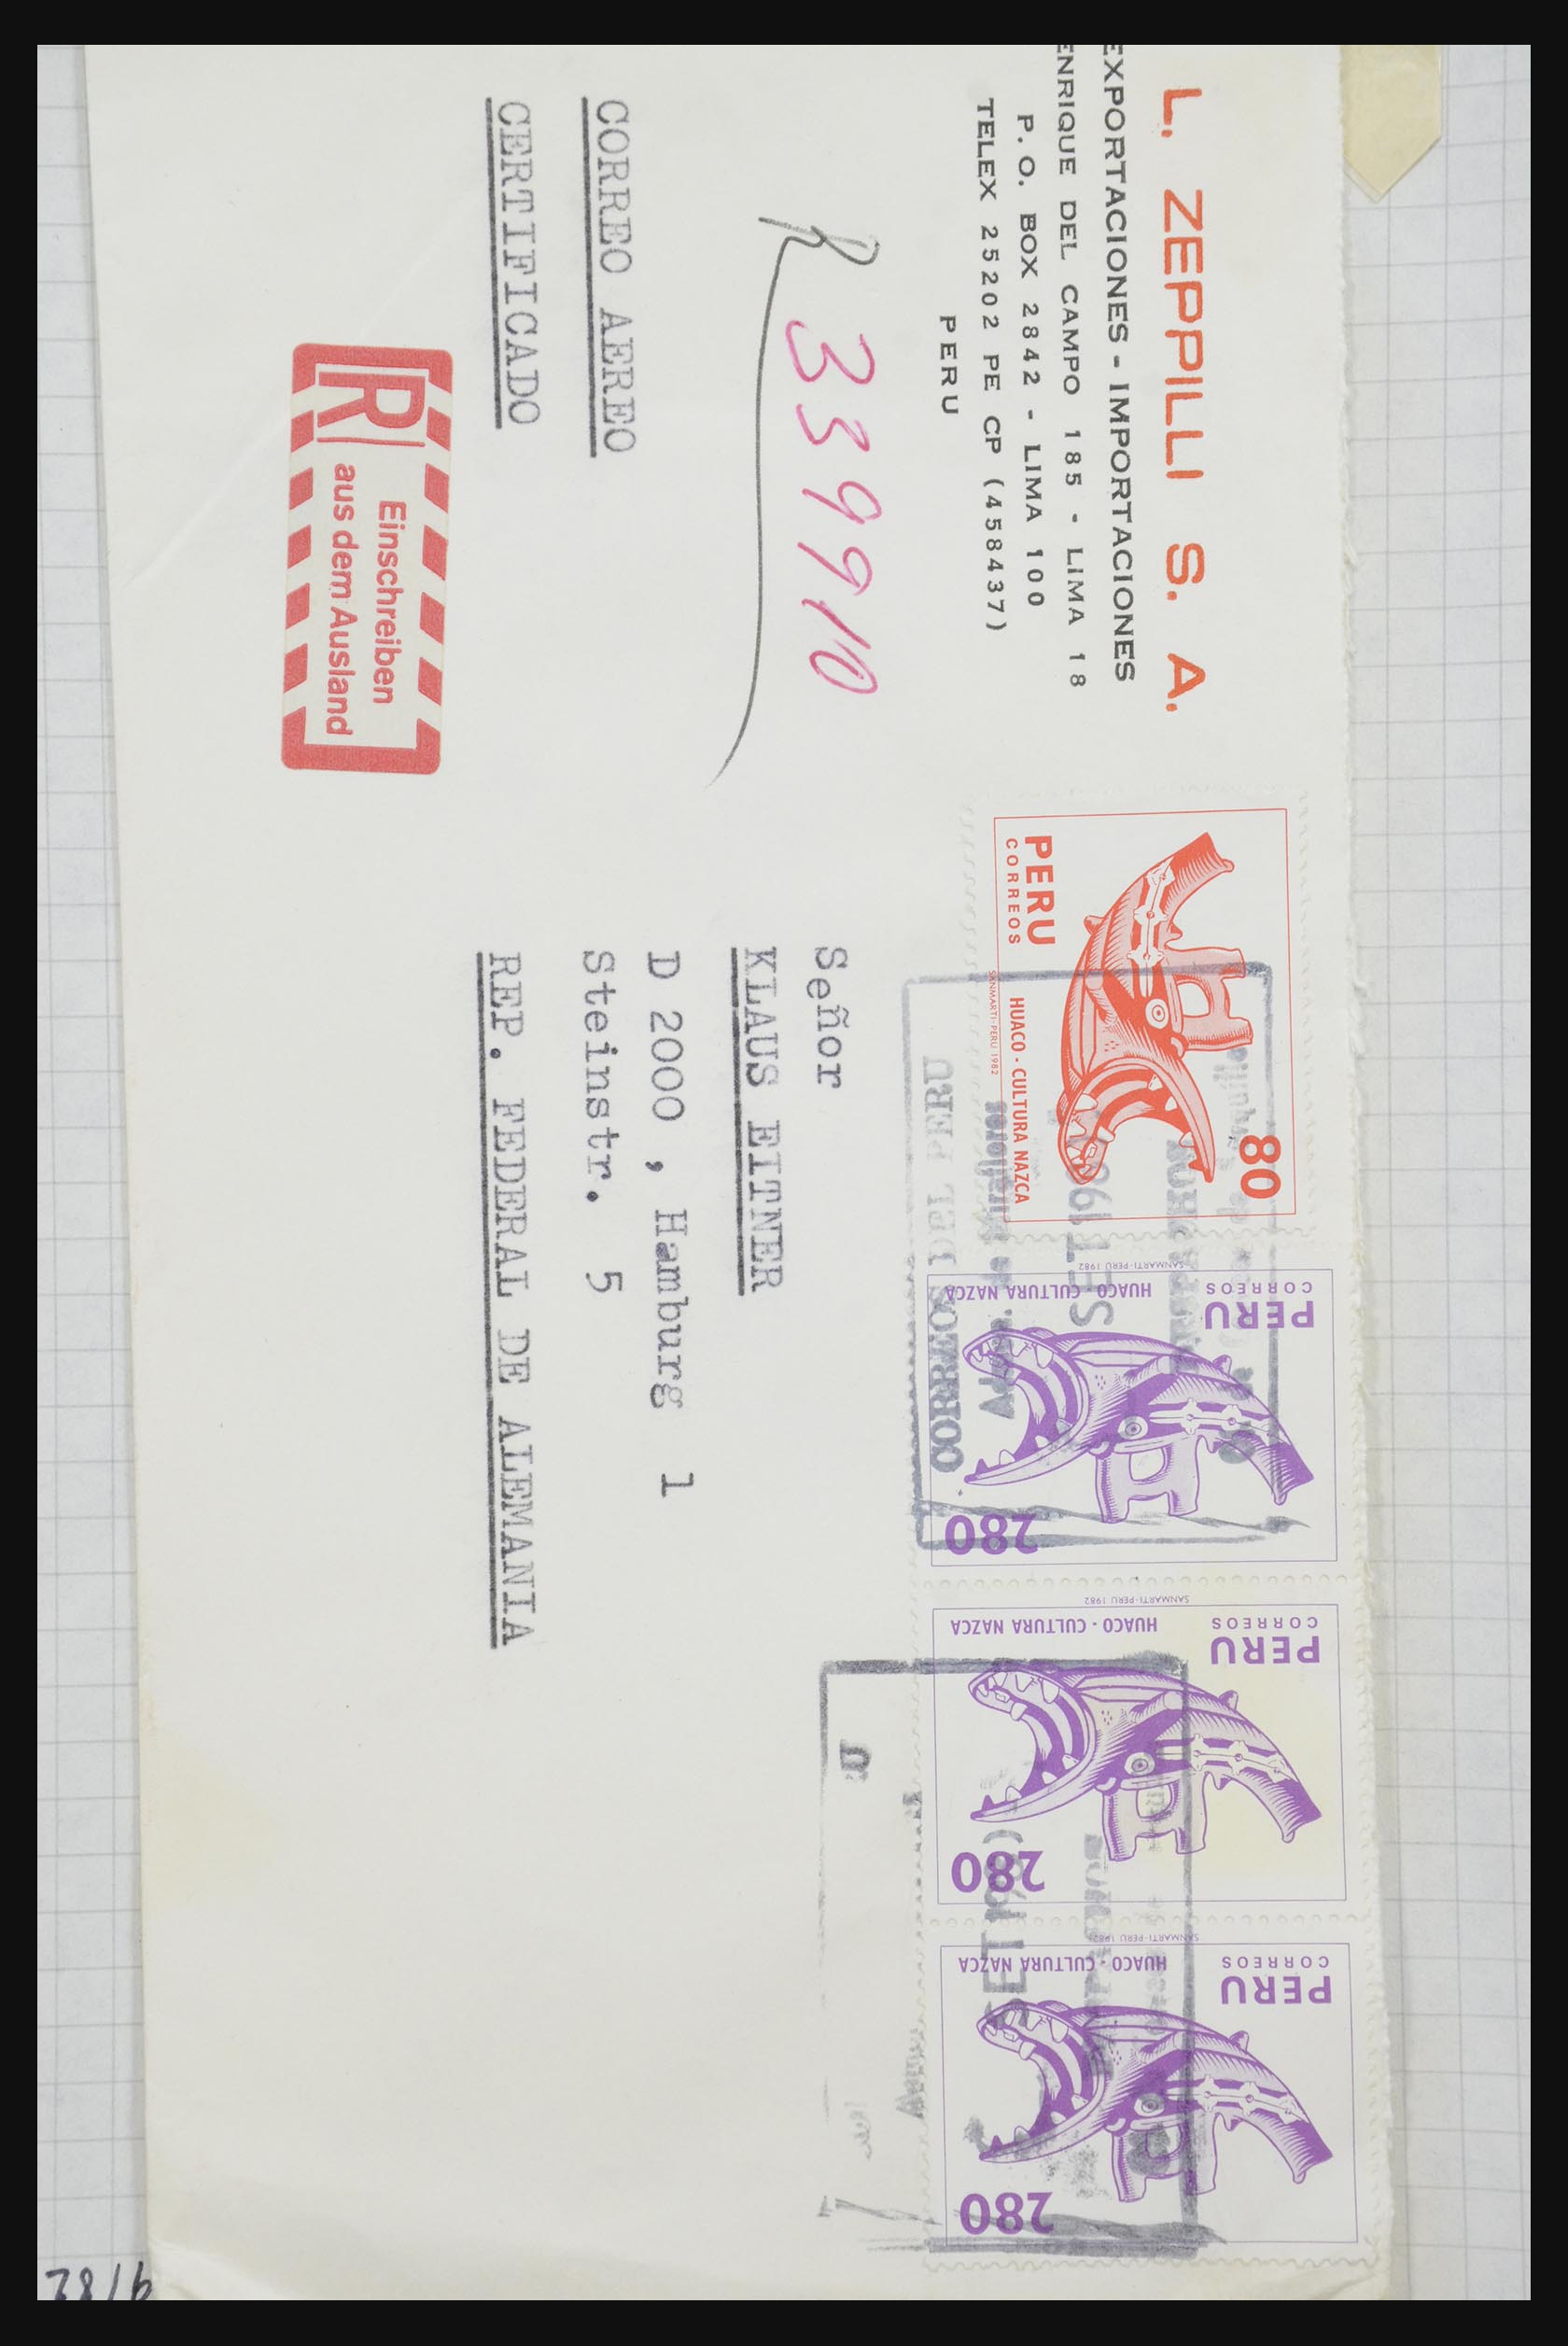 L. ZEPPILLI S. A.
EXPORTACIONES - IMPORTACIONES
ENRIQUE DEL CAMPO 185 - LIMA 18
P. O. BOX 2842 - LIMA 100
TELEX 25202 PE CP (458437)
PERU
R 339910
CORREO AEREO
CERTIFICADO
R
Einschreiben
aus dem Ausland
80
PERU
CORREOS
HUACO - CULTURA NAZCA
SANMARTI-PERU 1982
PERU
CORREOS
HUACO - CULTURA NAZCA
SANMARTI-PERU 1982
280
PERU
CORREOS
HUACO - CULTURA NAZCA
SANMARTI-PERU 1982
280
PERU
CORREOS
HUACO - CULTURA NAZCA
SANMARTI-PERU 1982
280
CORREOS DEL PERU
Señor
KLAUS EITNER
D 2000 , Hamburg 1
Steinstr. 5
REP. FEDERAL DE ALEMANIA